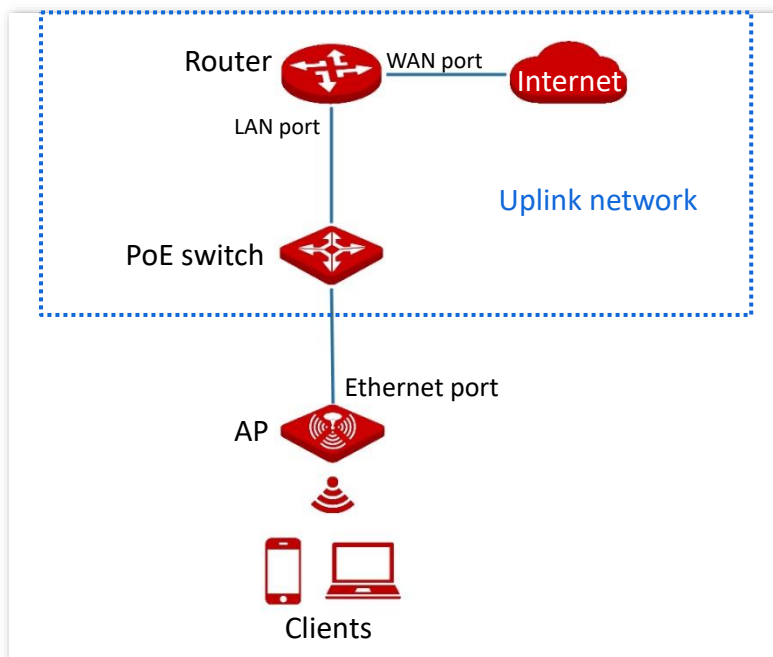 Router
WAN port
Internet
LAN port
Uplink network
PoE switch
Ethernet port
AP
Clients